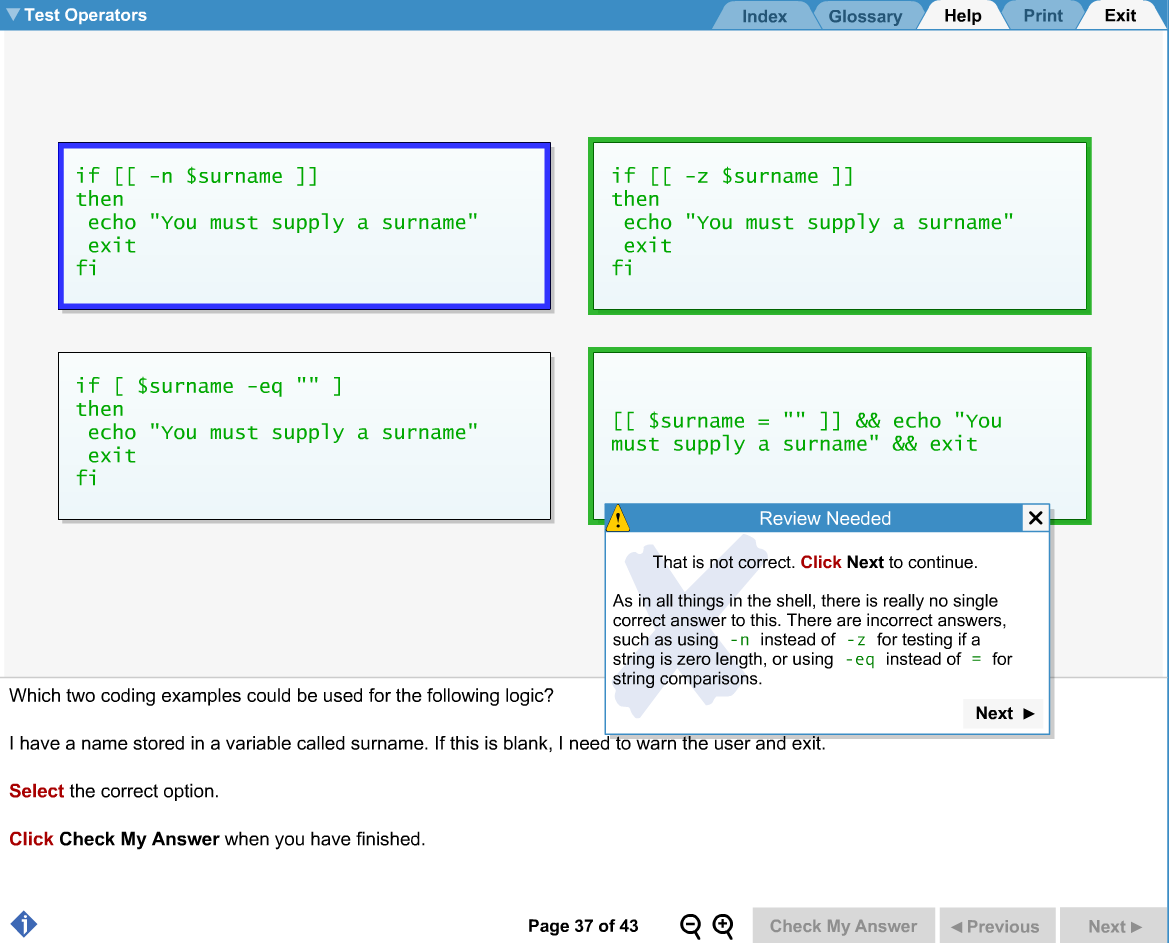 Test Operators
Index
Glossary
Help
Print
Exit
if [[ -n $surname ]]
then
echo "You must supply a surname"
exit
fi
if [[ -z $surname ]]
then
echo "You must supply a surname"
exit
fi
if [ $surname -eq "" ]
then
echo "You must supply a surname"
exit
fi
[[ $surname = "" ]] && echo "You
must supply a surname" && exit
Review Needed
That is not correct. Click Next to continue.
As in all things in the shell, there is really no single
correct answer to this. There are incorrect answers,
such as using -n instead of -z for testing if a
string is zero length, or using -eq instead of = for
string comparisons.
Next
Which two coding examples could be used for the following logic?
I have a name stored in a variable called surname. If this is blank, I need to warn the user and exit.
Select the correct option.
Click Check My Answer when you have finished.
Page 37 of 43
Check My Answer
Previous
Next